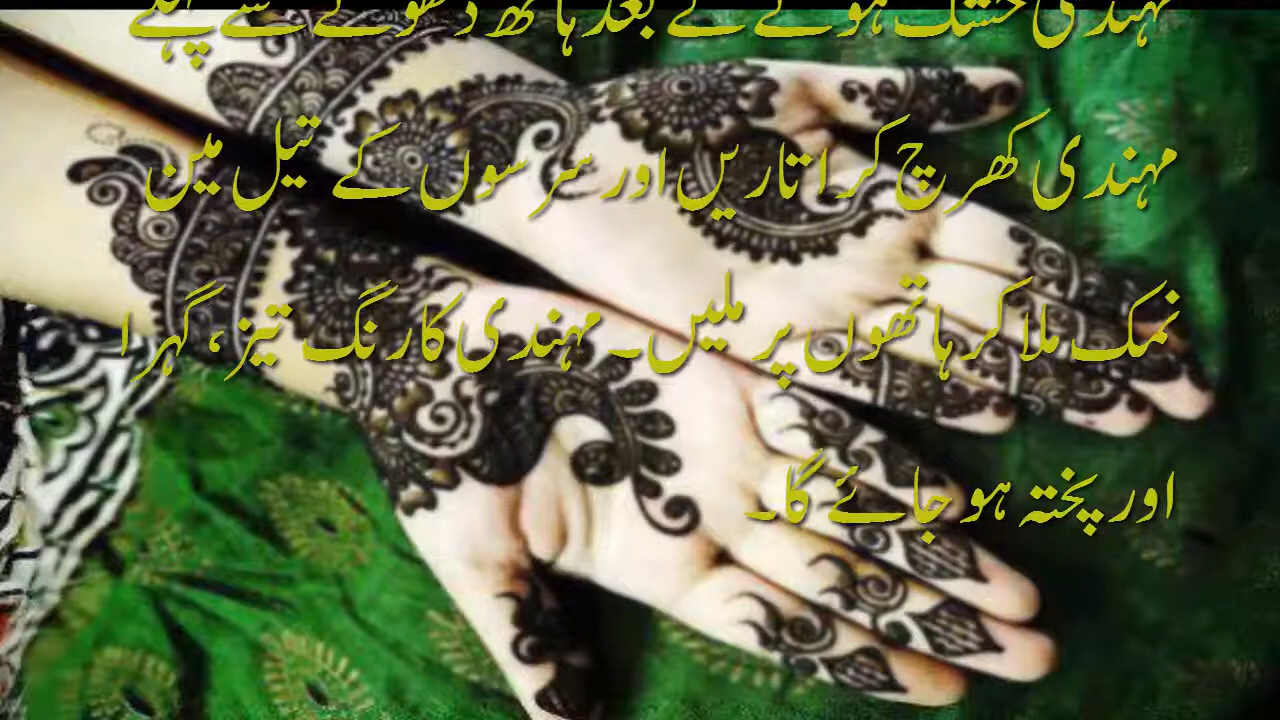 مہندی خشک ہونے کے بعد ہاتھ دھونے سے پہلے
مہندی کھرچ کر اتاریں اور سرسوں کے تیل مین
نمک ملا کر ہاتھوں پر ملیں۔ مہندی کا رنگ تیز، گہرا
اور پختہ ہو جائے گا۔